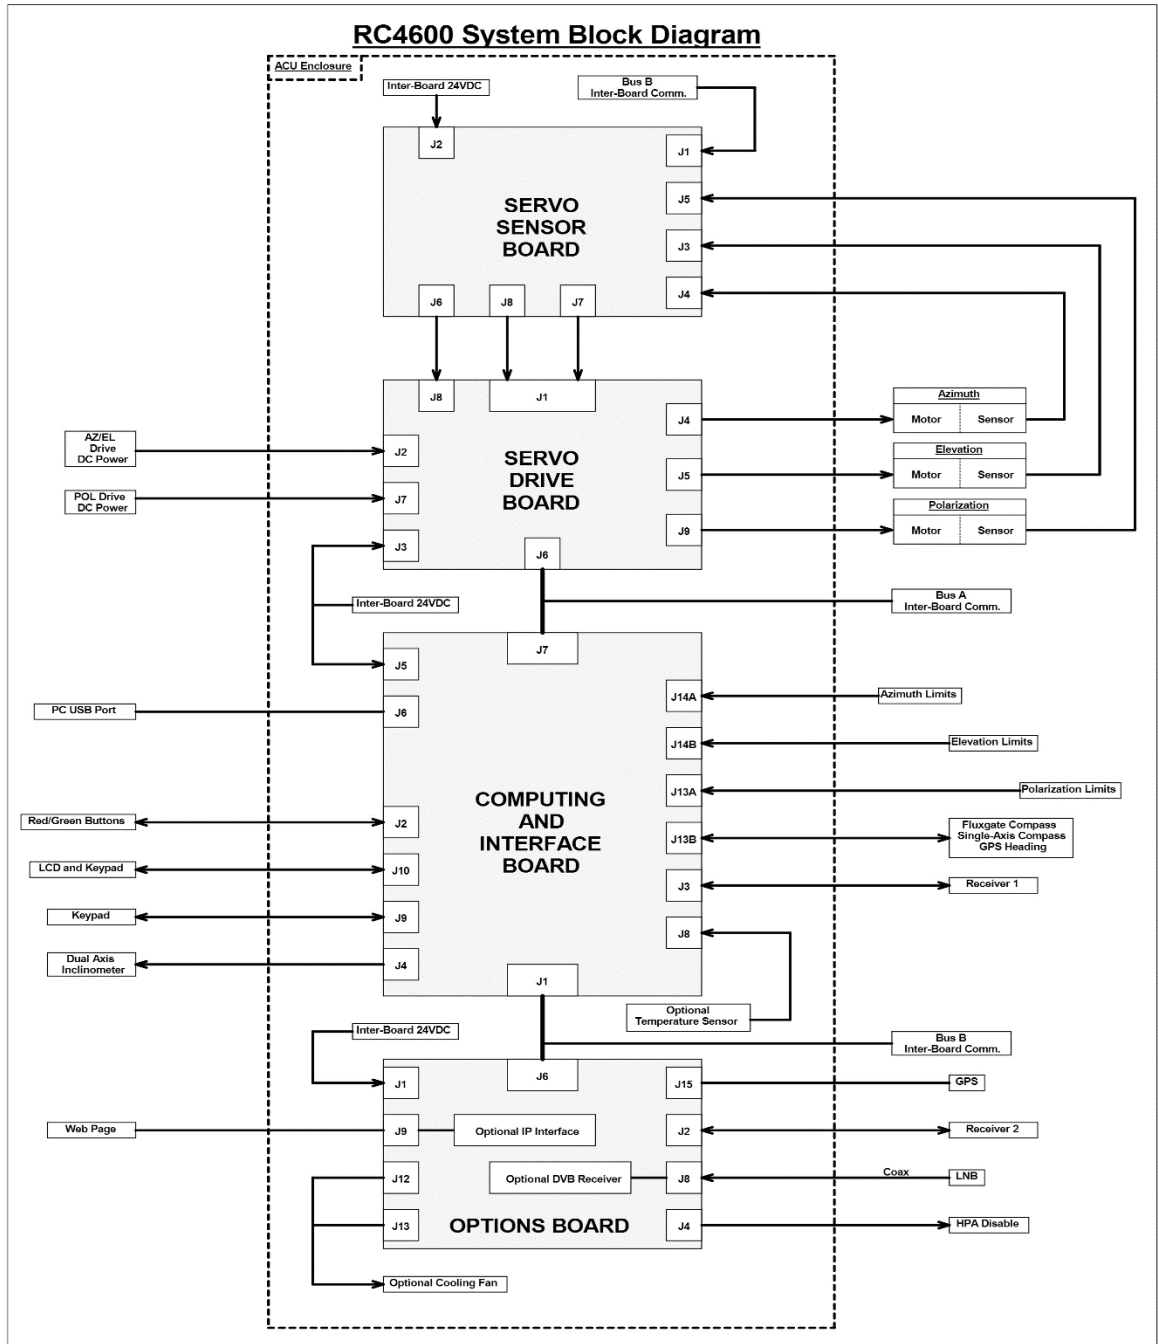 RC4600 System Block Diagram
ACU Enclosure
Inter-Board 24VDC
Bus B
Inter-Board Comm.
J2
J1
J5
J3
J4
SERVO
SENSOR
BOARD
J6
J8
J7
J8
J1
AZ/EL
Drive
DC Power
POL Drive
DC Power
J2
J7
J3
SERVO
DRIVE
BOARD
J4
J5
J9
J6
Azimuth
Motor
Sensor
Elevation
Motor
Sensor
Polarization
Motor
Sensor
Inter-Board 24VDC
Bus A
Inter-Board Comm.
J7
J5
J6
PC USB Port
J14A
Azimuth Limits
J14B
Elevation Limits
J13A
Polarization Limits
COMPUTING
AND
INTERFACE
BOARD
Red/Green Buttons
J2
J13B
Fluxgate Compass
Single-Axis Compass
GPS Heading
LCD and Keypad
J10
J3
Receiver 1
Keypad
J9
J8
Dual Axis
Inclinometer
J4
J1
Optional
Temperature Sensor
Inter-Board 24VDC
Bus B
Inter-Board Comm.
J6
J1
J15
GPS
Web Page
J9
Optional IP Interface
J2
Receiver 2
J12
Optional DVB Receiver
J8
Coax
LNB
J13
OPTIONS BOARD
J4
HPA Disable
Optional Cooling Fan